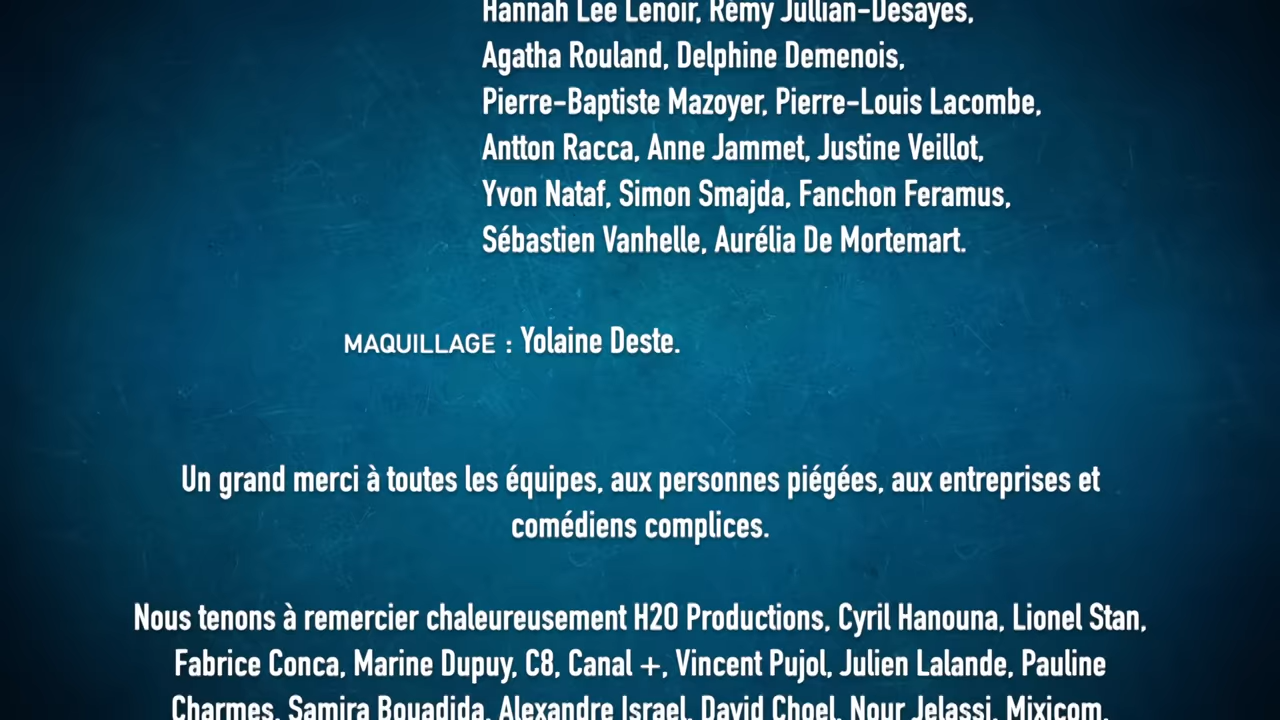 Hannah Lee Lenoir, Rémy Jullian-Desayes,
Agatha Rouland, Delphine Demenois,
Pierre-Baptiste Mazoyer, Pierre-Louis Lacombe,
Antton Racca, Anne Jammet, Justine Veillot,
Yvon Nataf, Simon Smajda, Fanchon Feramus,
Sébastien Vanhelle, Aurélia De Mortemart.
MAQUILLAGE : Yolaine Deste.
Un grand merci à toutes les équipes, aux personnes piégées, aux entreprises et
comédiens complices.
Nous tenons à remercier chaleureusement H2O Productions, Cyril Hanouna, Lionel Stan,
Fabrice Conca, Marine Dupuy, C8, Canal +, Vincent Pujol, Julien Lalande, Pauline
Charmes, Samira Bouadida, Alexandre Israel, David Choel, Nour Jelassi, Mixicom,